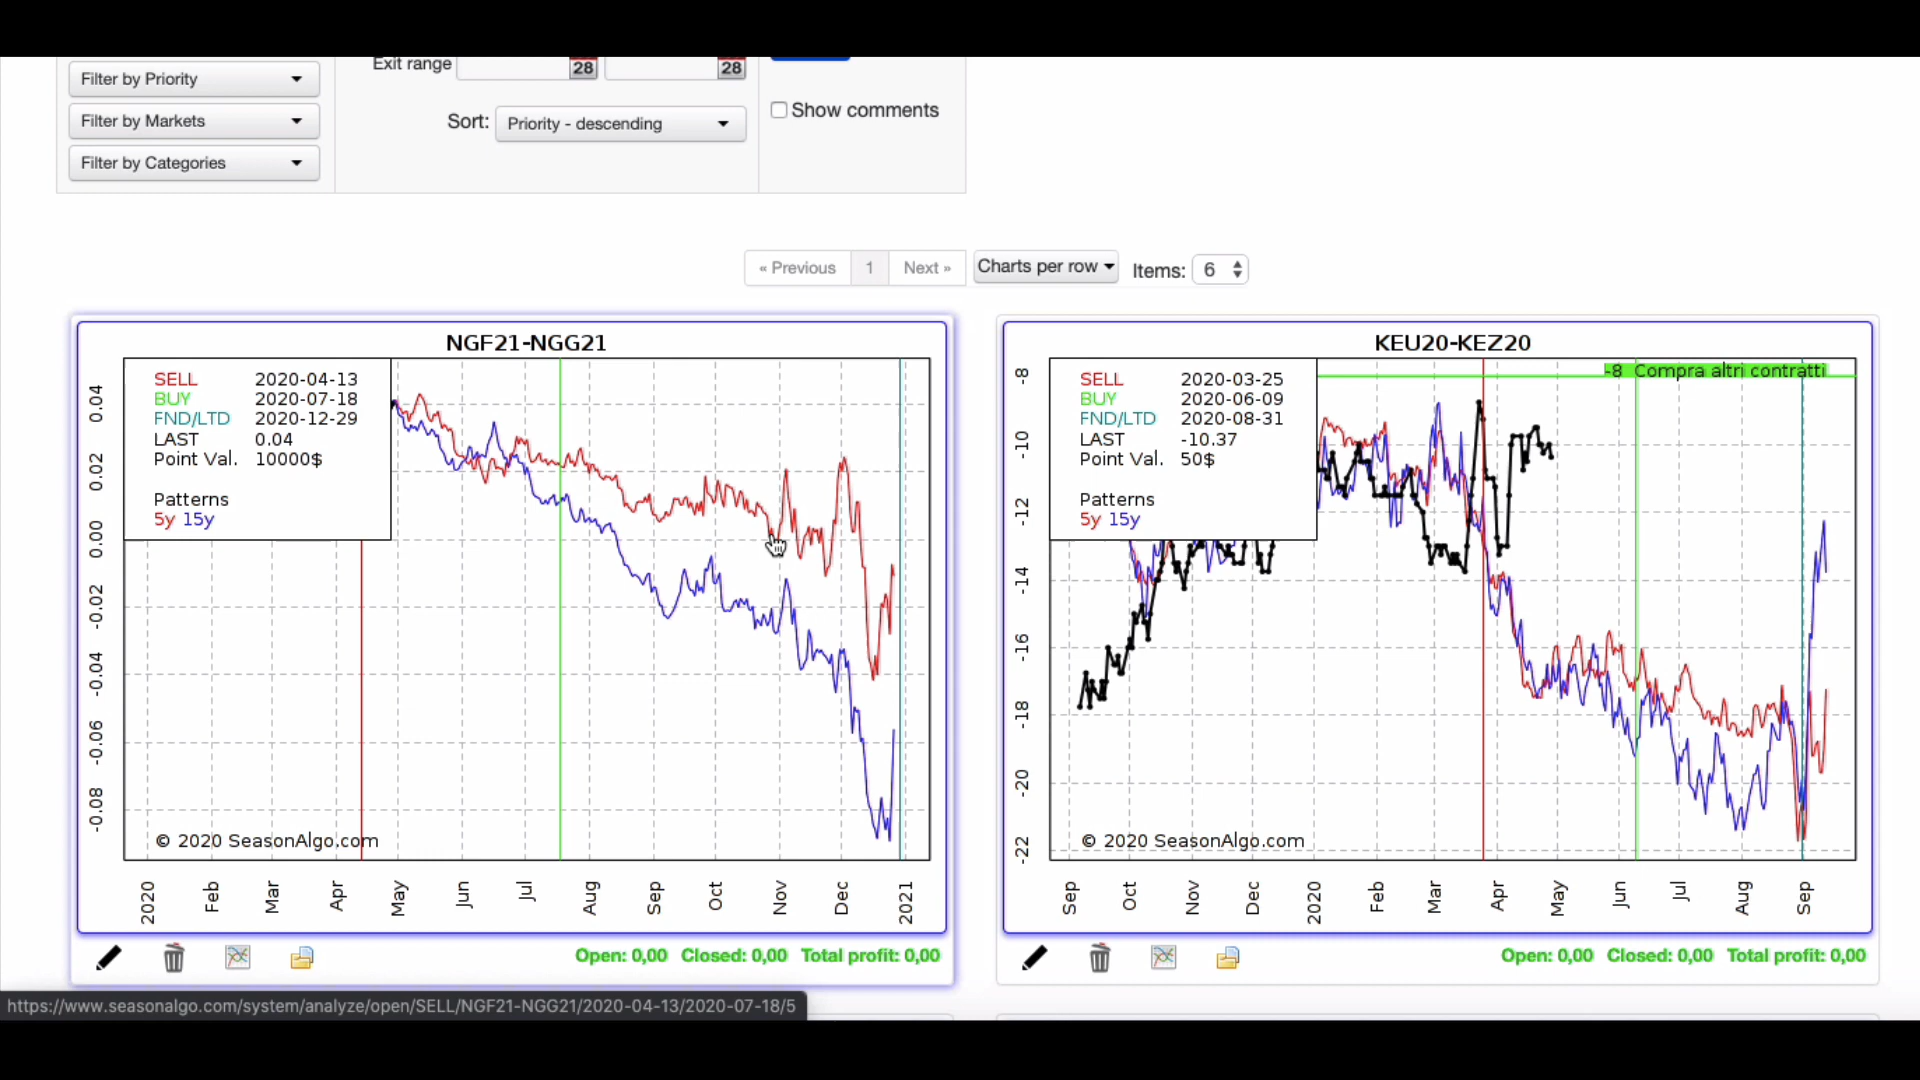 Exit range
28
28
Filter by Priority
Filter by Markets
Filter by Categories
Sort:
Priority - descending
Show comments
« Previous
1
Next »
Charts per row
Items:
6
NGF21-NGG21
SELL 2020-04-13
BUY 2020-07-18
FND/LTD 2020-12-29
LAST 0.04
Point Val. 10000$
Patterns
5y 15y
0.04
0.02
0.00
-0.02
-0.04
-0.06
-0.08
© 2020 SeasonAlgo.com
2020 Feb Mar Apr May Jun Jul Aug Sep Oct Nov Dec 2021
Open: 0,00 Closed: 0,00 Total profit: 0,00
KEU20-KEZ20
-8 Compra altri contratti
SELL 2020-03-25
BUY 2020-06-09
FND/LTD 2020-08-31
LAST -10.37
Point Val. 50$
Patterns
5y 15y
-8
-10
-12
-14
-16
-18
-20
-22
© 2020 SeasonAlgo.com
Sep Oct Nov Dec 2020 Feb Mar Apr May Jun Jul Aug Sep
Open: 0,00 Closed: 0,00 Total profit: 0,00
https://www.seasonalgo.com/system/analyze/open/SELL/NGF21-NGG21/2020-04-13/2020-07-18/5